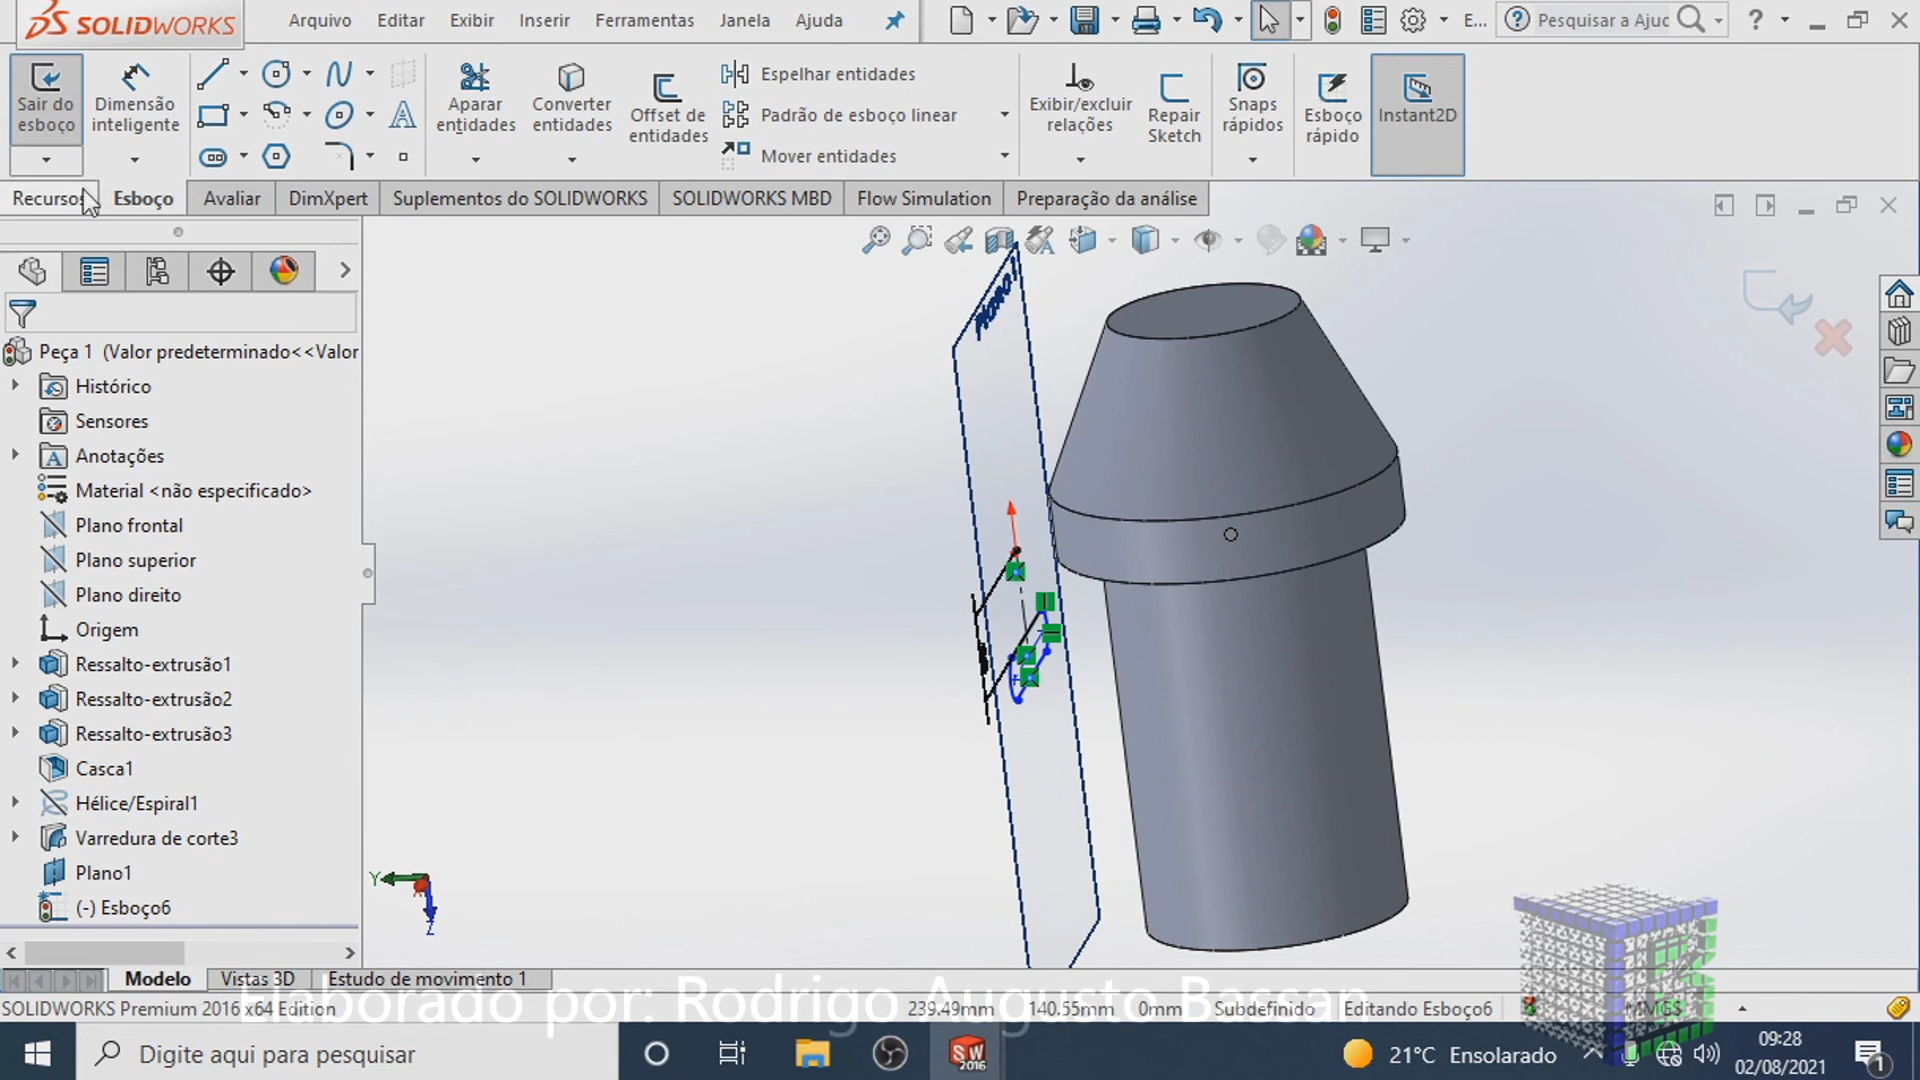 SOLIDWORKS
Arquivo Editar Exibir Inserir Ferramentas Janela Ajuda
E... Pesquisar a Ajuc
Sair do esboço
Dimensão inteligente
Aparar entidades
Converter entidades
Offset de entidades
Espelhar entidades
Padrão de esboço linear
Mover entidades
Exibir/excluir relações
Repair Sketch
Snaps rápidos
Esboço rápido
Instant2D
Recursos Esboço Avaliar DimXpert Suplementos do SOLIDWORKS SOLIDWORKS MBD Flow Simulation Preparação da análise
Peça 1 (Valor predeterminado<<Valor
Histórico
Sensores
Anotações
Material <não especificado>
Plano frontal
Plano superior
Plano direito
Origem
Ressalto-extrusão1
Ressalto-extrusão2
Ressalto-extrusão3
Casca1
Hélice/Espiral1
Varredura de corte3
Plano1
(-) Esboço6
Y
Z
Modelo Vistas 3D Estudo de movimento 1
Elaborado por: Rodrigo Augusto Bassan
SOLIDWORKS Premium 2016 x64 Edition 239.49mm 140.55mm 0mm Subdefinido Editando Esboço6 MMGS
Digite aqui para pesquisar
SW 2016
21°C Ensolarado
09:28
02/08/2021
1